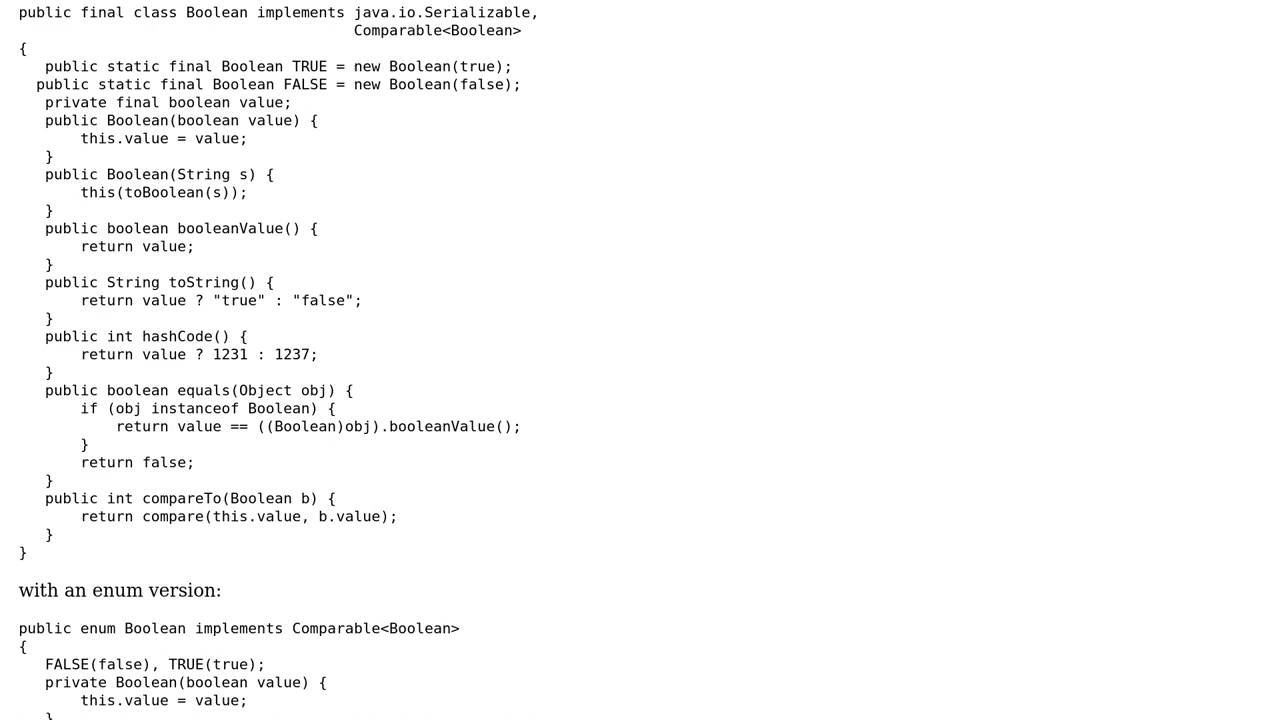 public final class Boolean implements java.io.Serializable,
                                      Comparable<Boolean>
{
   public static final Boolean TRUE = new Boolean(true);
  public static final Boolean FALSE = new Boolean(false);
   private final boolean value;
   public Boolean(boolean value) {
       this.value = value;
   }
   public Boolean(String s) {
       this(toBoolean(s));
   }
   public boolean booleanValue() {
       return value;
   }
   public String toString() {
       return value ? "true" : "false";
   }
   public int hashCode() {
       return value ? 1231 : 1237;
   }
   public boolean equals(Object obj) {
       if (obj instanceof Boolean) {
           return value == ((Boolean)obj).booleanValue();
       }
       return false;
   }
   public int compareTo(Boolean b) {
       return compare(this.value, b.value);
   }
}
with an enum version:
public enum Boolean implements Comparable<Boolean>
{
   FALSE(false), TRUE(true);
   private Boolean(boolean value) {
       this.value = value;
   }